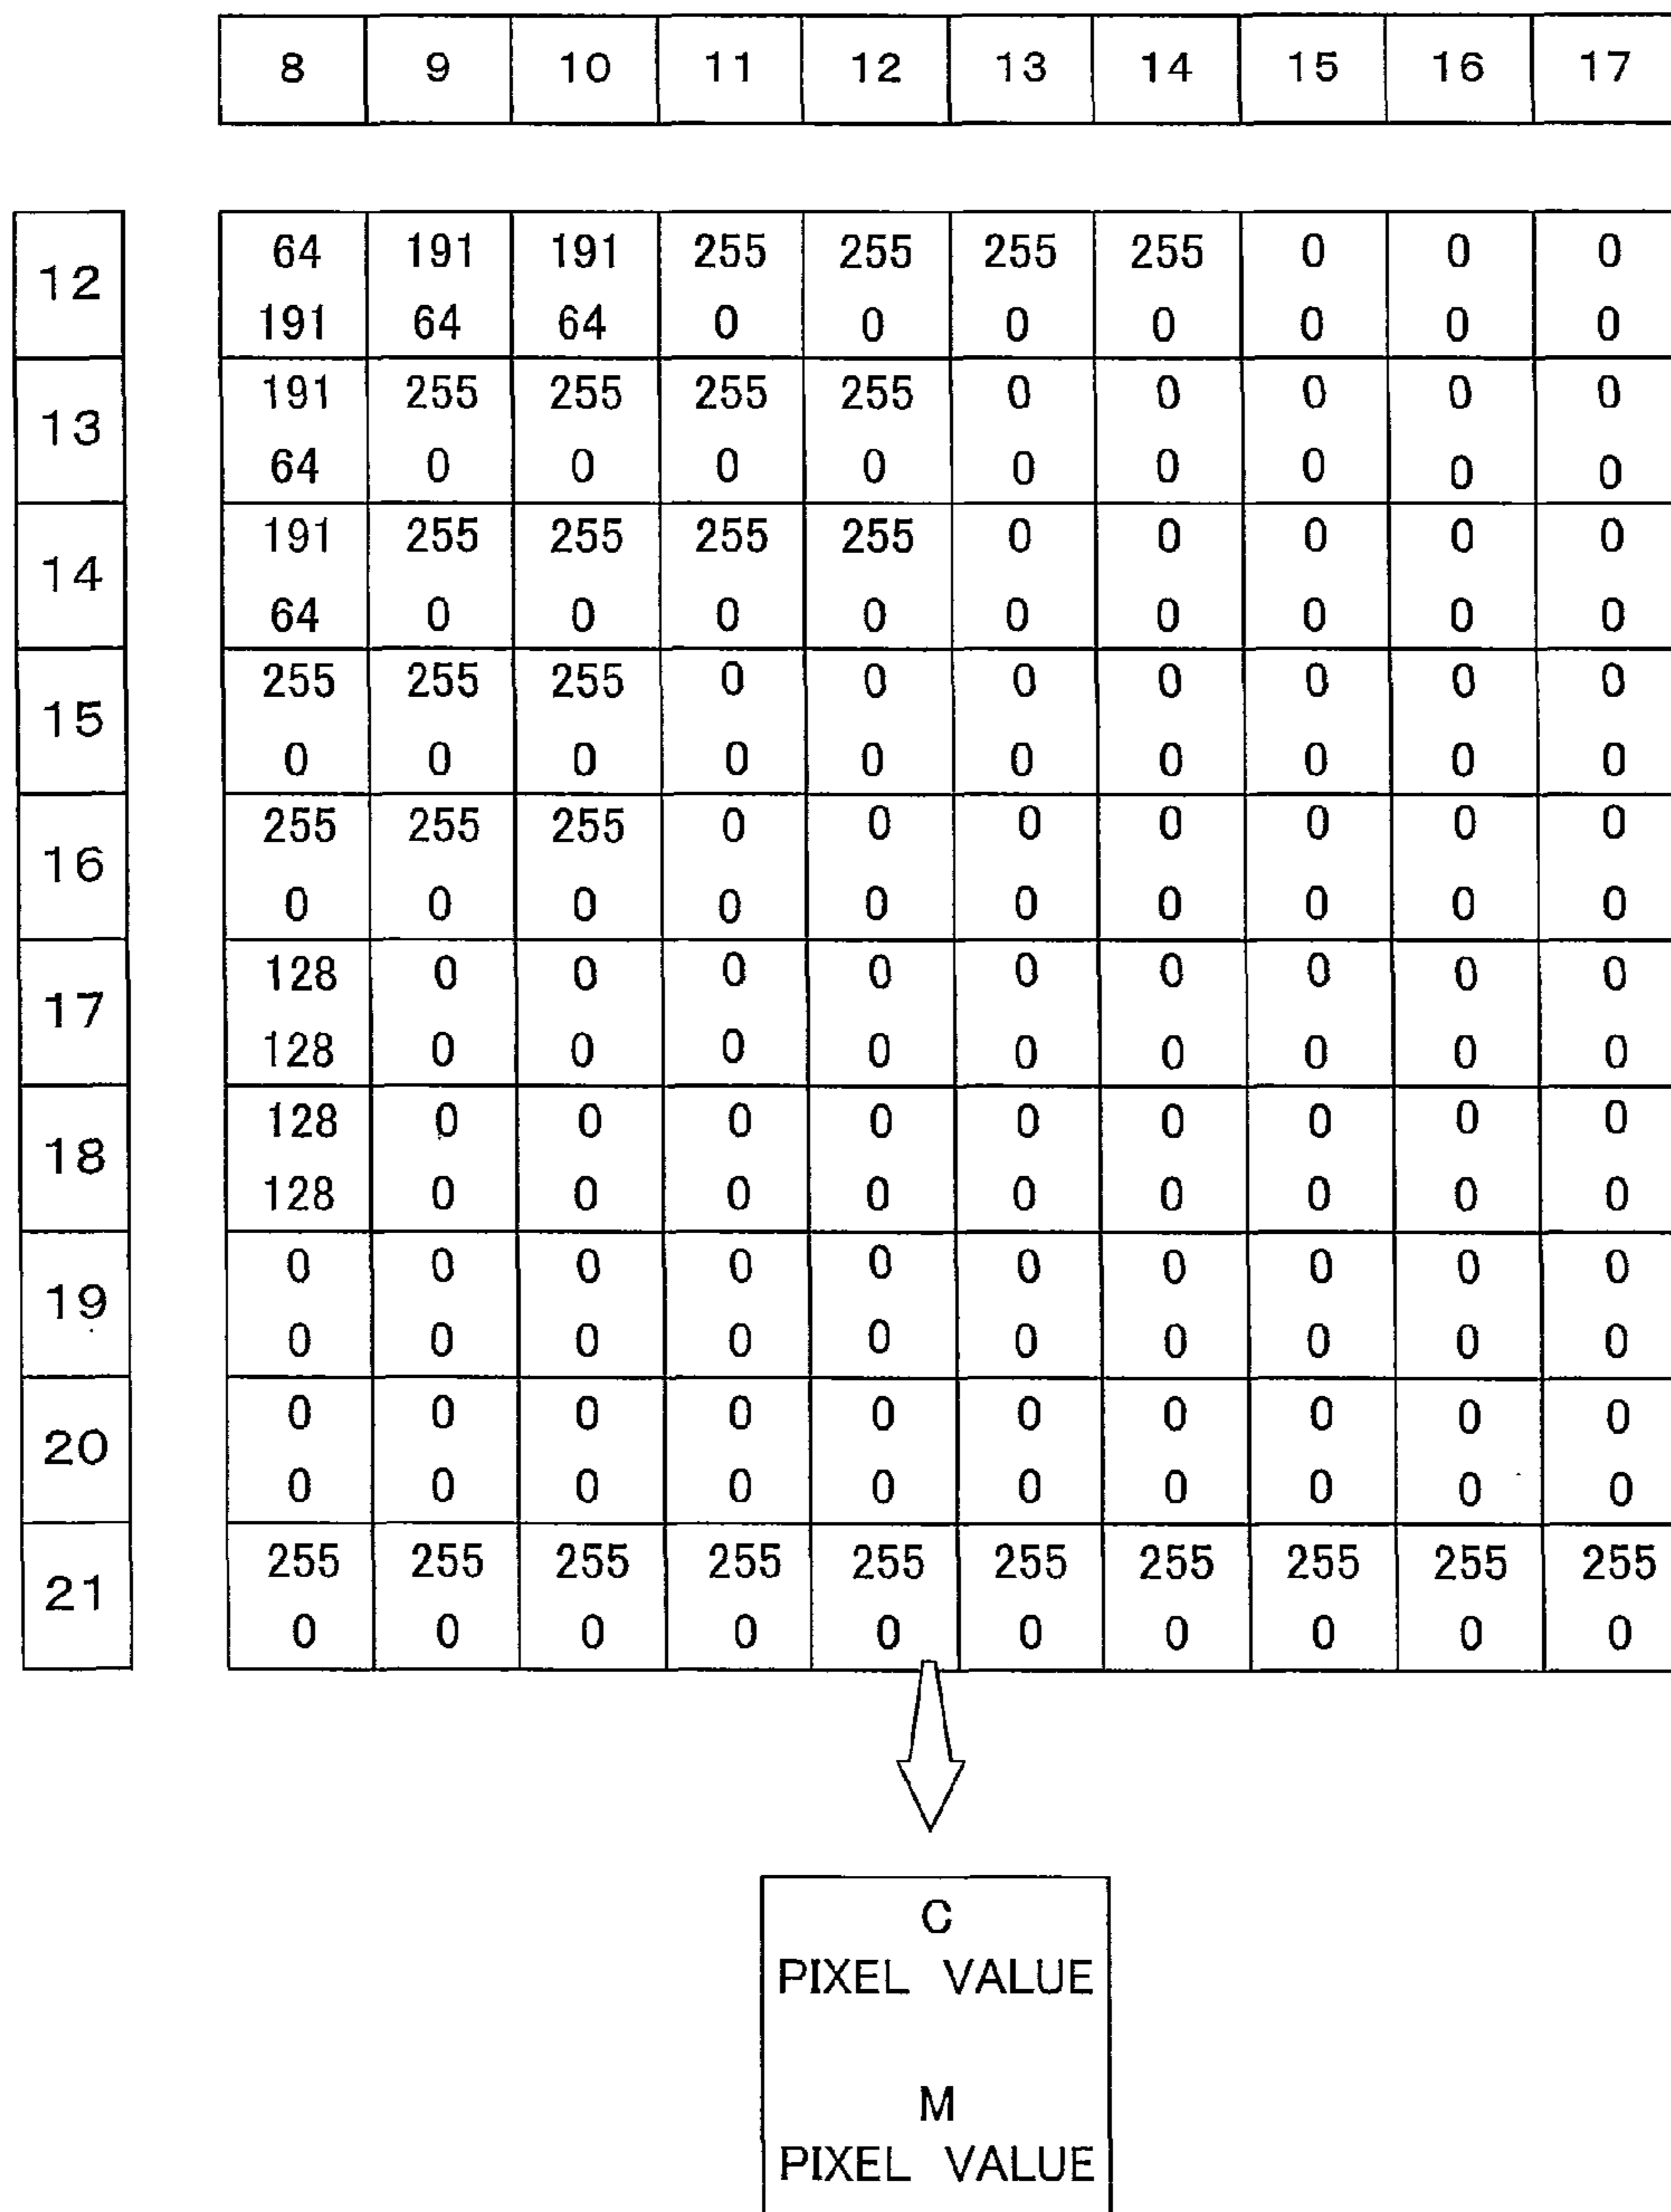 8 9 10 11 12 13 14 15 16 17
12 64 191 191 255 255 255 255 0 0 0
191 64 64 0 0 0 0 0 0 0
13 191 255 255 255 255 0 0 0 0 0
64 0 0 0 0 0 0 0 0 0
14 191 255 255 255 255 0 0 0 0 0
64 0 0 0 0 0 0 0 0 0
15 255 255 255 0 0 0 0 0 0 0
0 0 0 0 0 0 0 0 0 0
16 255 255 255 0 0 0 0 0 0 0
0 0 0 0 0 0 0 0 0 0
17 128 0 0 0 0 0 0 0 0 0
128 0 0 0 0 0 0 0 0 0
18 128 0 0 0 0 0 0 0 0 0
128 0 0 0 0 0 0 0 0 0
19 0 0 0 0 0 0 0 0 0 0
0 0 0 0 0 0 0 0 0 0
20 0 0 0 0 0 0 0 0 0 0
0 0 0 0 0 0 0 0 0 0
21 255 255 255 255 255 255 255 255 255 255
0 0 0 0 0 0 0 0 0 0
C
PIXEL VALUE
M
PIXEL VALUE